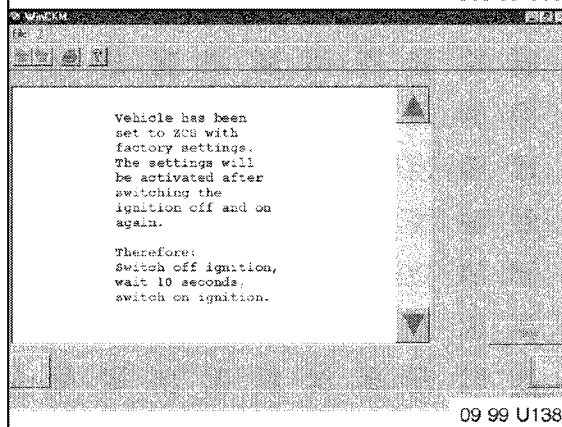 WinCKM
File ?
Vehicle has been
set to ZCS with
factory settings.
The settings will
be activated after
switching the
ignition off and on
again.
Therefore:
Switch off ignition,
wait 10 seconds,
switch on ignition.
09 99 U138